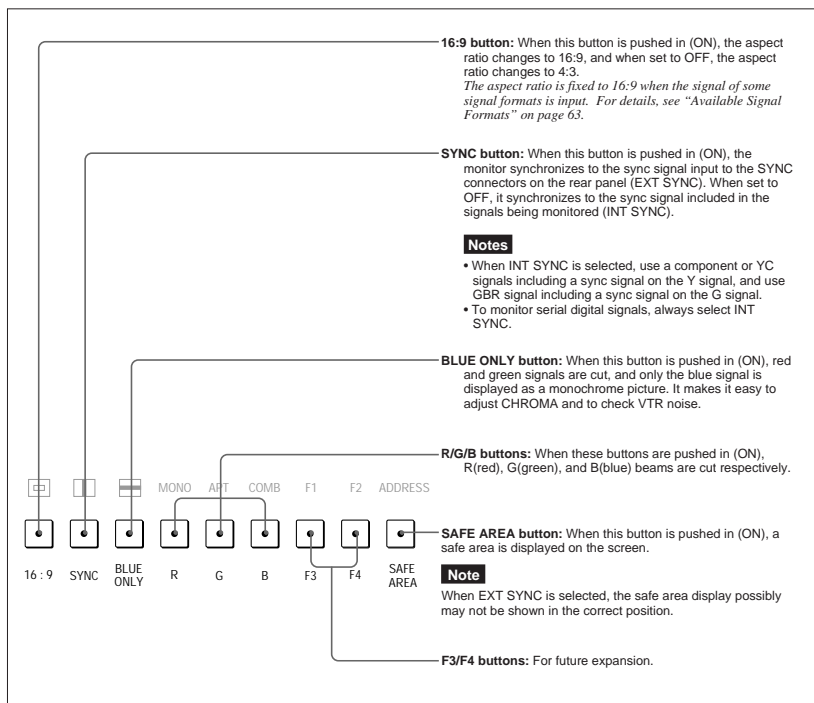 16:9 button: When this button is pushed in (ON), the aspect
ratio changes to 16:9, and when set to OFF, the aspect
ratio changes to 4:3.
The aspect ratio is fixed to 16:9 when the signal of some
signal formats is input. For details, see “Available Signal
Formats” on page 63.
SYNC button: When this button is pushed in (ON), the
monitor synchronizes to the sync signal input to the SYNC
connectors on the rear panel (EXT SYNC). When set to
OFF, it synchronizes to the sync signal included in the
signals being monitored (INT SYNC).
Notes
• When INT SYNC is selected, use a component or YC
signals including a sync signal on the Y signal, and use
GBR signal including a sync signal on the G signal.
• To monitor serial digital signals, always select INT
SYNC.
BLUE ONLY button: When this button is pushed in (ON), red
and green signals are cut, and only the blue signal is
displayed as a monochrome picture. It makes it easy to
adjust CHROMA and to check VTR noise.
R/G/B buttons: When these buttons are pushed in (ON),
R(red), G(green), and B(blue) beams are cut respectively.
MONO APT COMB F1 F2 ADDRESS
SAFE AREA button: When this button is pushed in (ON), a
safe area is displayed on the screen.
16 : 9 SYNC BLUE ONLY R G B F3 F4 SAFE AREA
Note
When EXT SYNC is selected, the safe area display possibly
may not be shown in the correct position.
F3/F4 buttons: For future expansion.